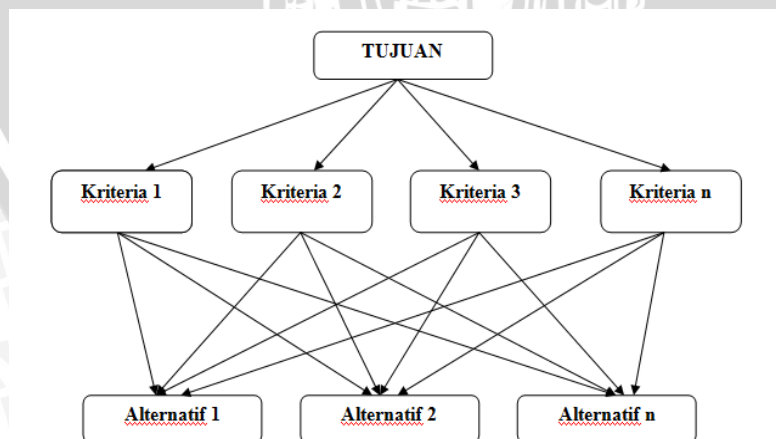 TUJUAN
Kriteria 1
Kriteria 2
Kriteria 3
Kriteria n
Alternatif 1
Alternatif 2
Alternatif n